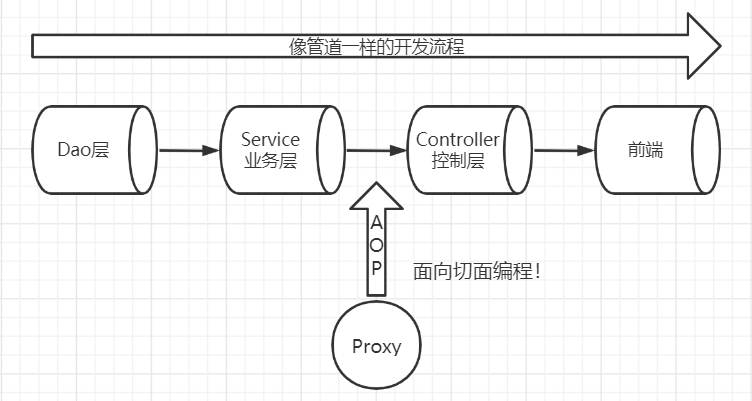 像管道一样的开发流程
Dao层
Service
业务层
Controller
控制层
前端
A
O
P
面向切面编程！
Proxy